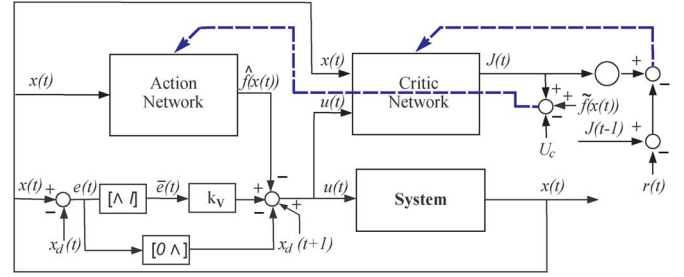 x(t)
Action
Network
f̂(x(t))
x(t)
u(t)
Critic
Network
J(t)
+
−
+
+
−
f̃(x(t))
U_c
J(t-1)
+
−
r(t)
x(t)
+
−
e(t)
[Λ I]
e̅(t)
k_v
+
−
−
+
u(t)
System
x(t)
x_d(t)
[0 Λ]
x_d(t+1)